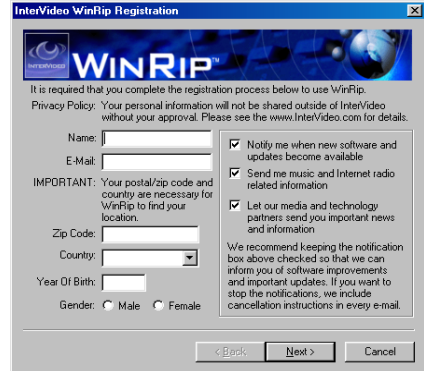 InterVideo WinRip Registration
INTERVIDEO
WINRIP™
It is required that you complete the registration process below to use WinRip.
Privacy Policy: Your personal information will not be shared outside of InterVideo
without your approval. Please see the www.InterVideo.com for details.
Name:
E-Mail:
IMPORTANT: Your postal/zip code and
country are necessary for
WinRip to find your
location.
Zip Code:
Country:
Year Of Birth:
Gender: Male Female
Notify me when new software and
updates become available
Send me music and Internet radio
related information
Let our media and technology
partners send you important news
and information
We recommend keeping the notification
box above checked so that we can
inform you of software improvements
and important updates. If you want to
stop the notifications, we include
cancellation instructions in every e-mail.
< Back Next > Cancel